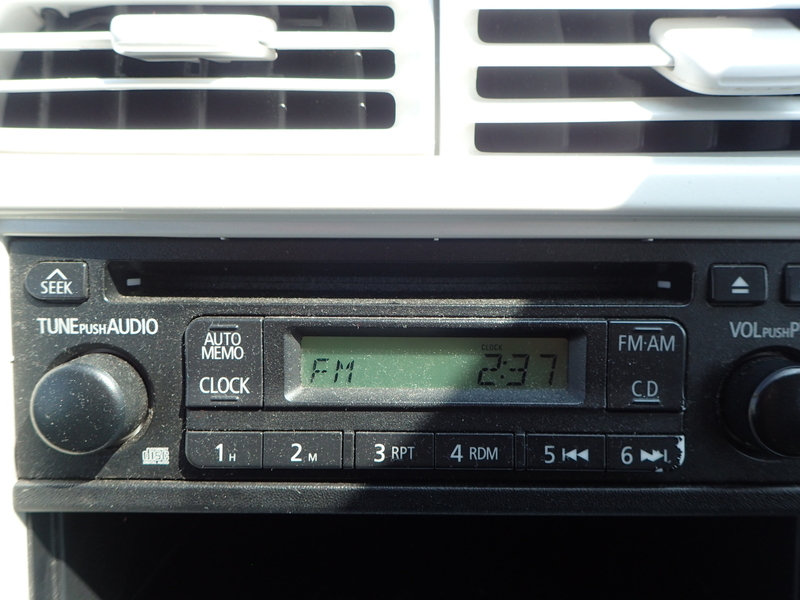 SEEK
TUNE PUSH AUDIO
VOL PUSH
AUTO
MEMO
CLOCK
CLOCK
FM 2:37
FM·AM
CD
1 H 2 M 3 RPT 4 RDM 5 6